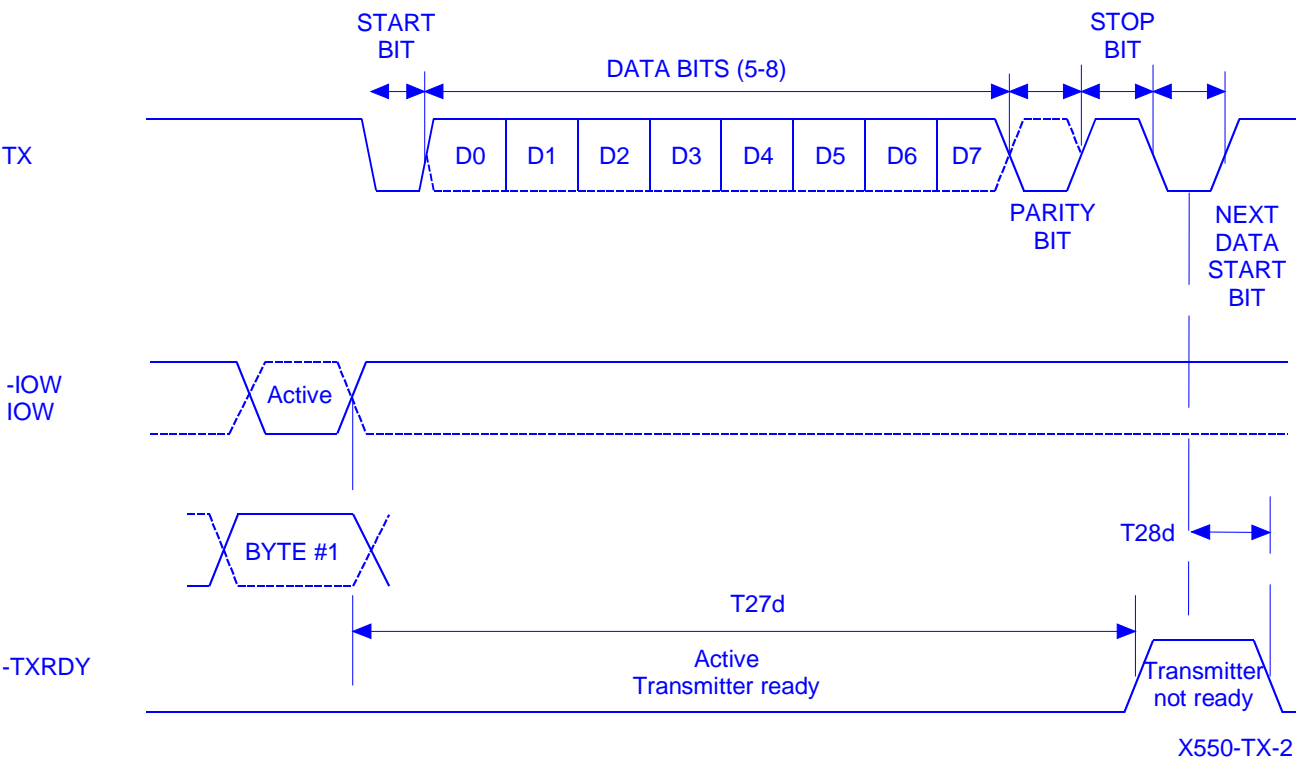 START
BIT
STOP
BIT
DATA BITS (5-8)
TX
D0 D1 D2 D3 D4 D5 D6 D7
PARITY
BIT
NEXT
DATA
START
BIT
-IOW
IOW
Active
BYTE #1
T28d
T27d
-TXRDY
Active
Transmitter ready
Transmitter
not ready
X550-TX-2